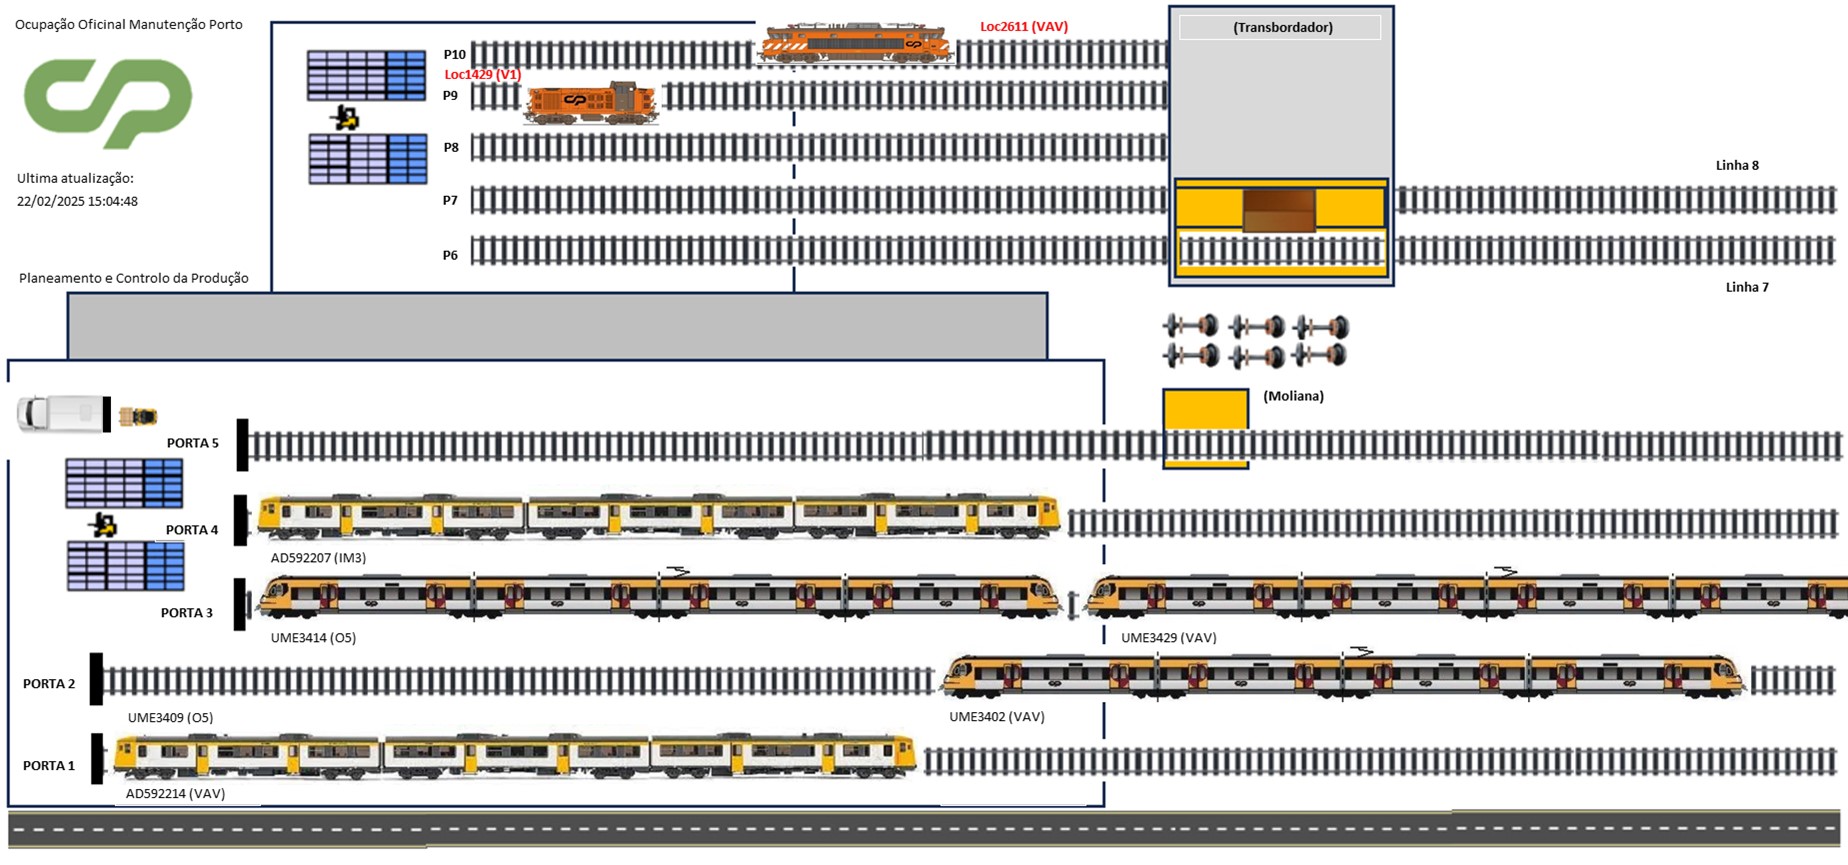 Ocupação Oficinal Manutenção Porto
Ultima atualização:
22/02/2025 15:04:48
Planeamento e Controlo da Produção
P10
Loc2611 (VAV)
(Transbordador)
Loc1429 (V1)
P9
P8
Linha 8
P7
P6
Linha 7
(Moliana)
PORTA 5
PORTA 4
AD592207 (IM3)
PORTA 3
UME3414 (O5)
UME3429 (VAV)
PORTA 2
UME3409 (O5)
UME3402 (VAV)
PORTA 1
AD592214 (VAV)